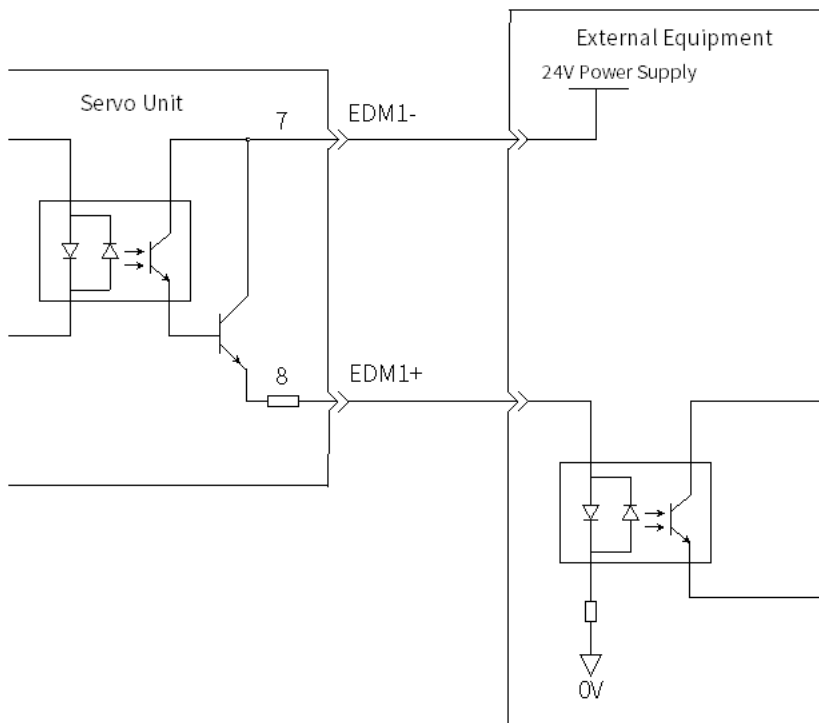 External Equipment
24V Power Supply
Servo Unit
7
EDM1-
8
EDM1+
0V